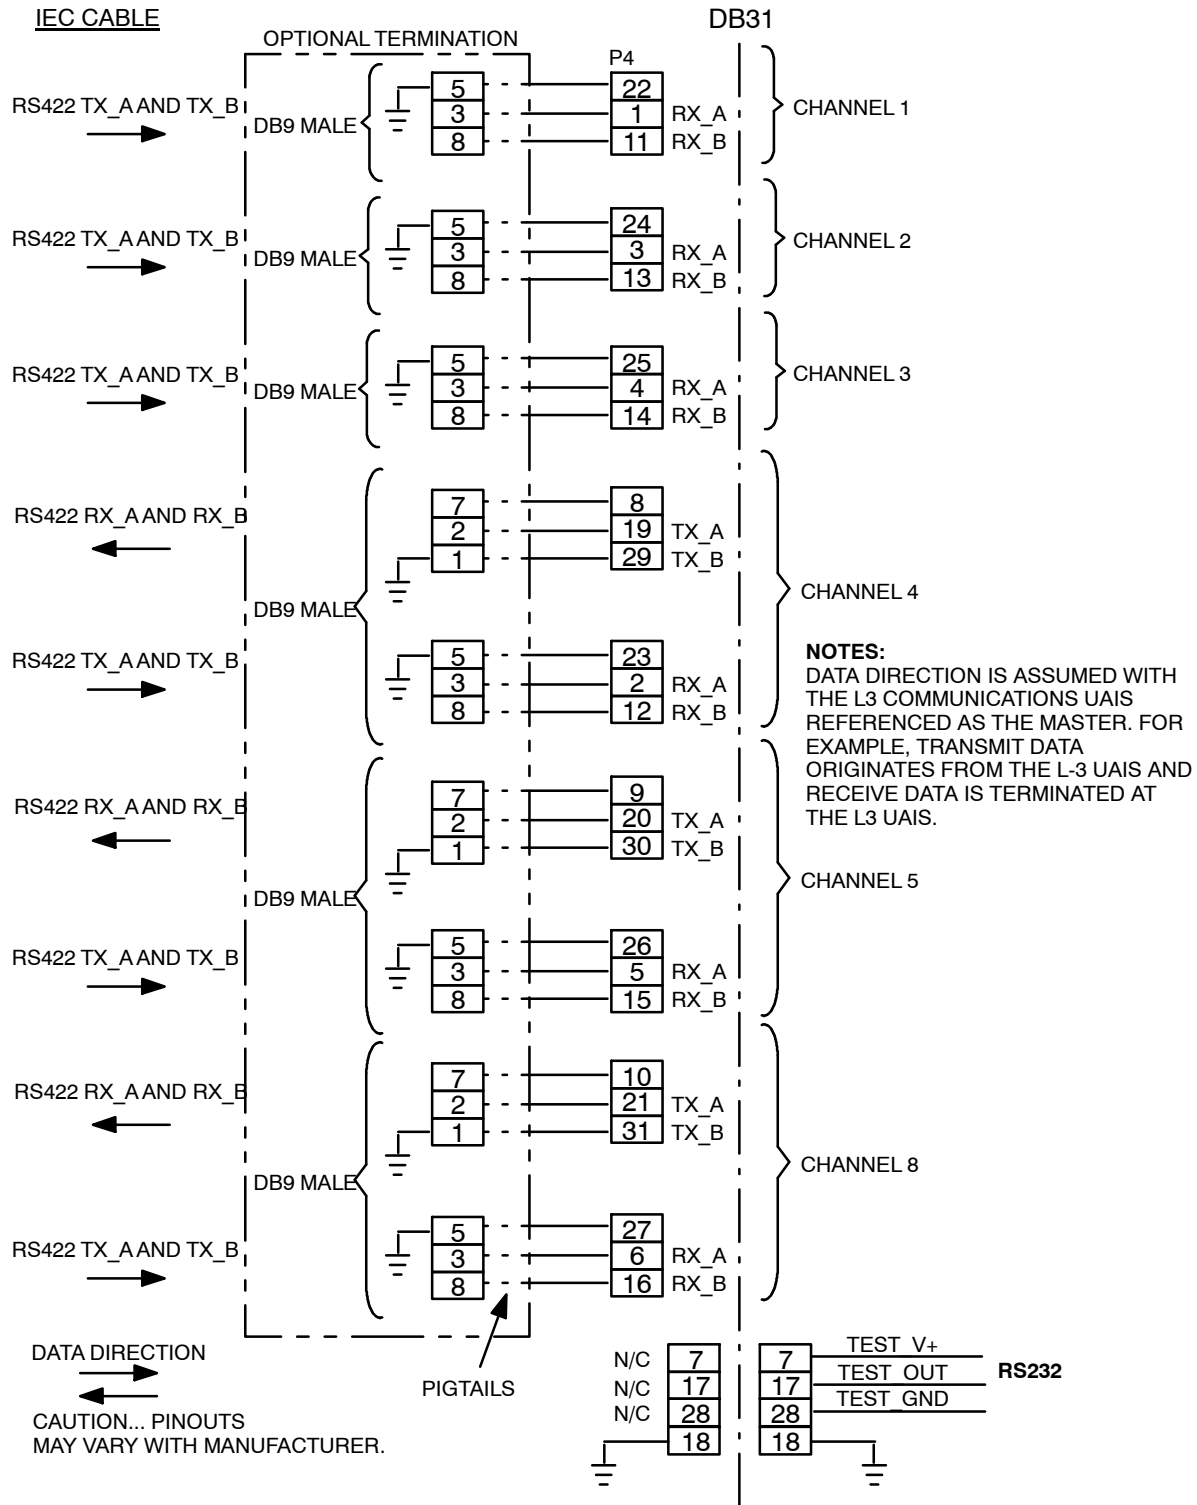 IEC CABLE
DB31
OPTIONAL TERMINATION
P4
RS422 TX_A AND TX_B
DB9 MALE
5 22
3 1 RX_A
8 11 RX_B
CHANNEL 1
RS422 TX_A AND TX_B
DB9 MALE
5 24
3 3 RX_A
8 13 RX_B
CHANNEL 2
RS422 TX_A AND TX_B
DB9 MALE
5 25
3 4 RX_A
8 14 RX_B
CHANNEL 3
RS422 RX_A AND RX_B
7 8
2 19 TX_A
1 29 TX_B
DB9 MALE
CHANNEL 4
RS422 TX_A AND TX_B
5 23
3 2 RX_A
8 12 RX_B
NOTES:
DATA DIRECTION IS ASSUMED WITH
THE L3 COMMUNICATIONS UAIS
REFERENCED AS THE MASTER. FOR
EXAMPLE, TRANSMIT DATA
ORIGINATES FROM THE L-3 UAIS AND
RECEIVE DATA IS TERMINATED AT
THE L3 UAIS.
RS422 RX_A AND RX_B
7 9
2 20 TX_A
1 30 TX_B
DB9 MALE
CHANNEL 5
RS422 TX_A AND TX_B
5 26
3 5 RX_A
8 15 RX_B
RS422 RX_A AND RX_B
7 10
2 21 TX_A
1 31 TX_B
DB9 MALE
CHANNEL 8
RS422 TX_A AND TX_B
5 27
3 6 RX_A
8 16 RX_B
PIGTAILS
DATA DIRECTION
CAUTION... PINOUTS
MAY VARY WITH MANUFACTURER.
N/C 7 7 TEST_V+
N/C 17 17 TEST_OUT
N/C 28 28 TEST_GND
18 18
RS232